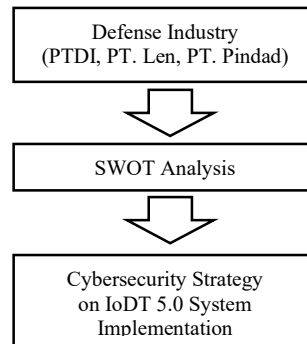 Defense Industry
(PTDI, PT. Len, PT. Pindad)
SWOT Analysis
Cybersecurity Strategy
on IoDT 5.0 System
Implementation